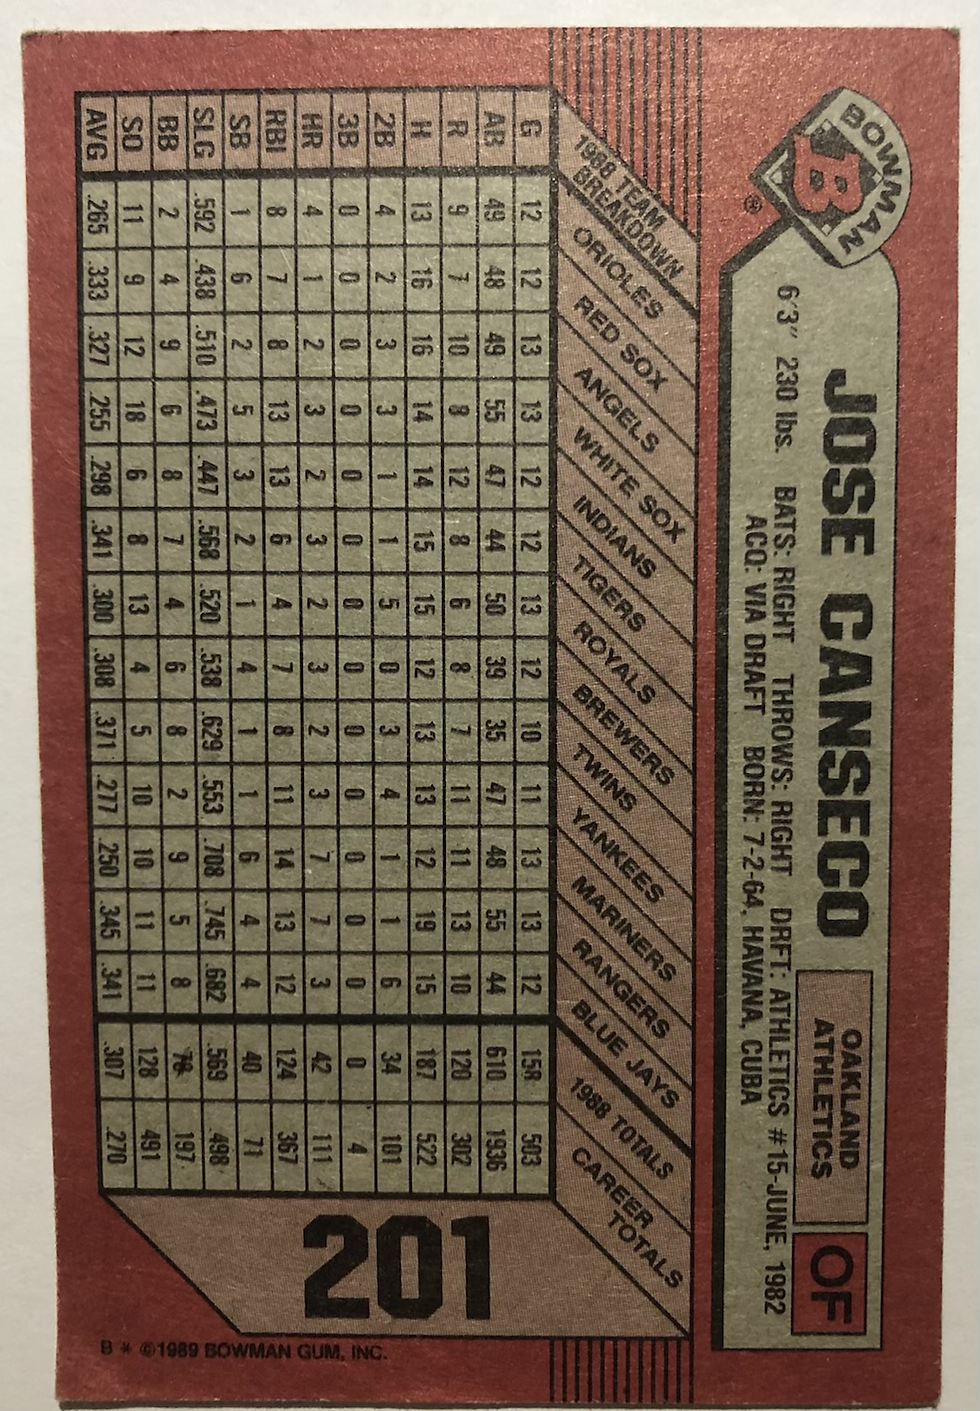 BOWMAN
B
®
JOSE CANSECO
OAKLAND
ATHLETICS
OF
6'3" 230 lbs. BATS: RIGHT THROWS: RIGHT DRFT: ATHLETICS #15-JUNE, 1982
ACQ: VIA DRAFT BORN: 7-2-64, HAVANA, CUBA
1988 TEAM
BREAKDOWN
ORIOLES
RED SOX
ANGELS
WHITE SOX
INDIANS
TIGERS
ROYALS
BREWERS
TWINS
YANKEES
MARINERS
RANGERS
BLUE JAYS
1988 TOTALS
CAREER
TOTALS
G 12 12 13 13 12 12 13 12 10 11 13 13 12 158 503
AB 49 48 49 55 47 44 50 39 35 47 48 55 44 610 1936
R 9 7 10 8 12 8 6 8 7 11 11 13 10 120 302
H 13 16 16 14 14 15 15 12 13 13 12 19 15 187 522
2B 4 2 3 3 1 1 5 0 3 4 1 1 6 34 101
3B 0 0 0 0 0 0 0 0 0 0 0 0 0 0 4
HR 4 1 2 3 2 3 2 3 2 3 7 7 3 42 111
RBI 8 7 8 13 13 6 4 7 8 11 14 13 12 124 367
SB 1 6 2 5 3 2 1 4 1 1 6 4 4 40 71
SLG .592 .438 .510 .473 .447 .568 .520 .538 .629 .553 .708 .745 .682 .569 .498
BB 2 4 9 6 8 7 4 6 8 2 9 5 8 78 197
SO 11 9 12 18 6 8 13 4 5 10 10 11 11 128 491
AVG .265 .333 .327 .255 .298 .341 .300 .308 .371 .277 .250 .345 .341 .307 .270
201
B * ©1989 BOWMAN GUM, INC.